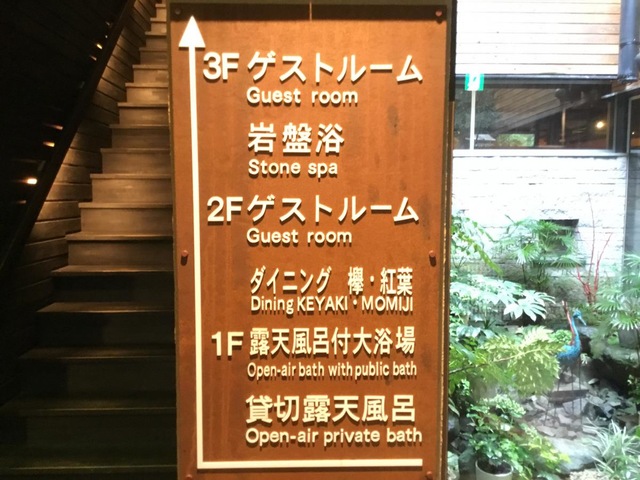 3F ゲストルーム
Guest room
岩盤浴
Stone spa
2F ゲストルーム
Guest room
ダイニング 欅・紅葉
Dining KEYAKI・MOMIJI
1F 露天風呂付大浴場
Open-air bath with public bath
貸切露天風呂
Open-air private bath